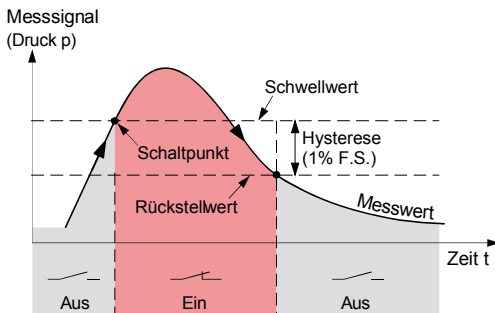 Messsignal
(Druck p)
Schwellwert
Schaltpunkt
Hysterese
(1% F.S.)
Rückstellwert
Messwert
Zeit t
Aus
Ein
Aus